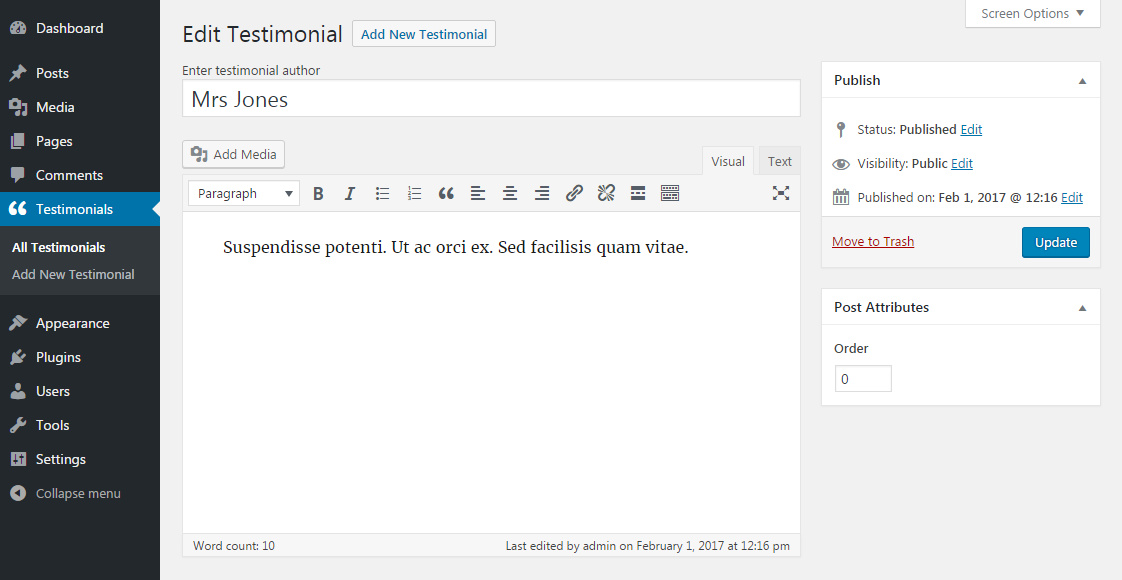 Dashboard
Posts
Media
Pages
Comments
Testimonials
All Testimonials
Add New Testimonial
Appearance
Plugins
Users
Tools
Settings
Collapse menu
Screen Options
Edit Testimonial Add New Testimonial
Enter testimonial author
Mrs Jones
Add Media
Visual Text
Paragraph
Suspendisse potenti. Ut ac orci ex. Sed facilisis quam vitae.
Word count: 10 Last edited by admin on February 1, 2017 at 12:16 pm
Publish
Status: Published Edit
Visibility: Public Edit
Published on: Feb 1, 2017 @ 12:16 Edit
Move to Trash Update
Post Attributes
Order
0